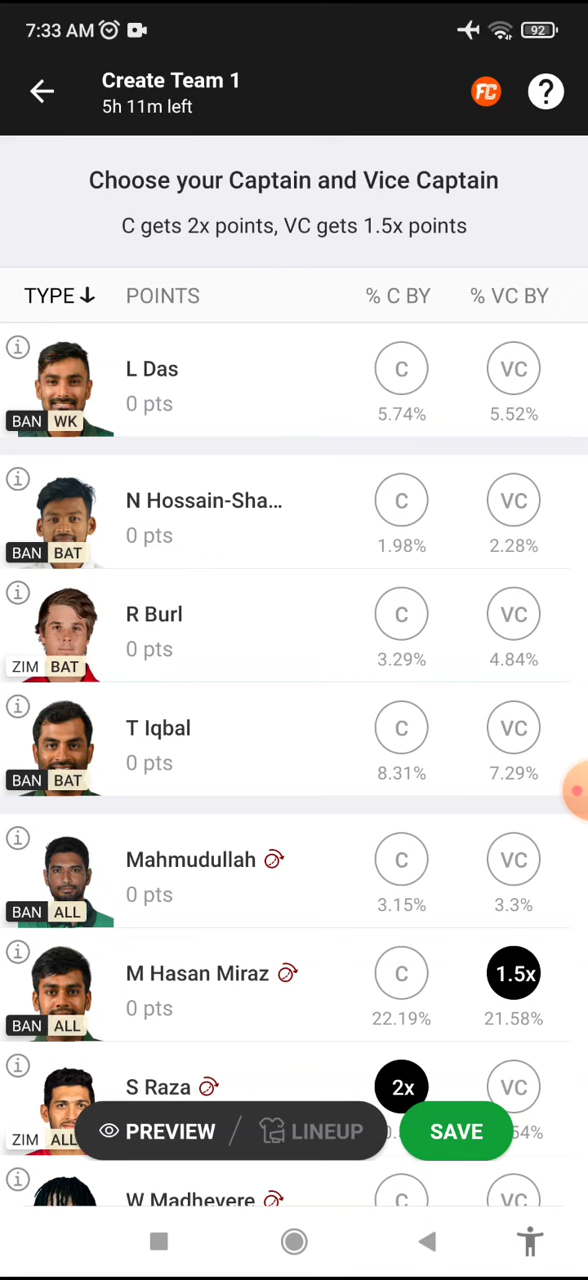 7:33 AM
92
Create Team 1
5h 11m left
FC
?
Choose your Captain and Vice Captain
C gets 2x points, VC gets 1.5x points
TYPE POINTS % C BY % VC BY
L Das
0 pts
BAN WK
C
VC
5.74%
5.52%
N Hossain-Sha...
0 pts
BAN BAT
C
VC
1.98%
2.28%
R Burl
0 pts
ZIM BAT
C
VC
3.29%
4.84%
T Iqbal
0 pts
BAN BAT
C
VC
8.31%
7.29%
Mahmudullah
0 pts
BAN ALL
C
VC
3.15%
3.3%
M Hasan Miraz
0 pts
BAN ALL
C
1.5x
22.19%
21.58%
S Raza
ZIM ALL
2x
VC
54%
PREVIEW / LINEUP
SAVE
W Madhevere
C
VC